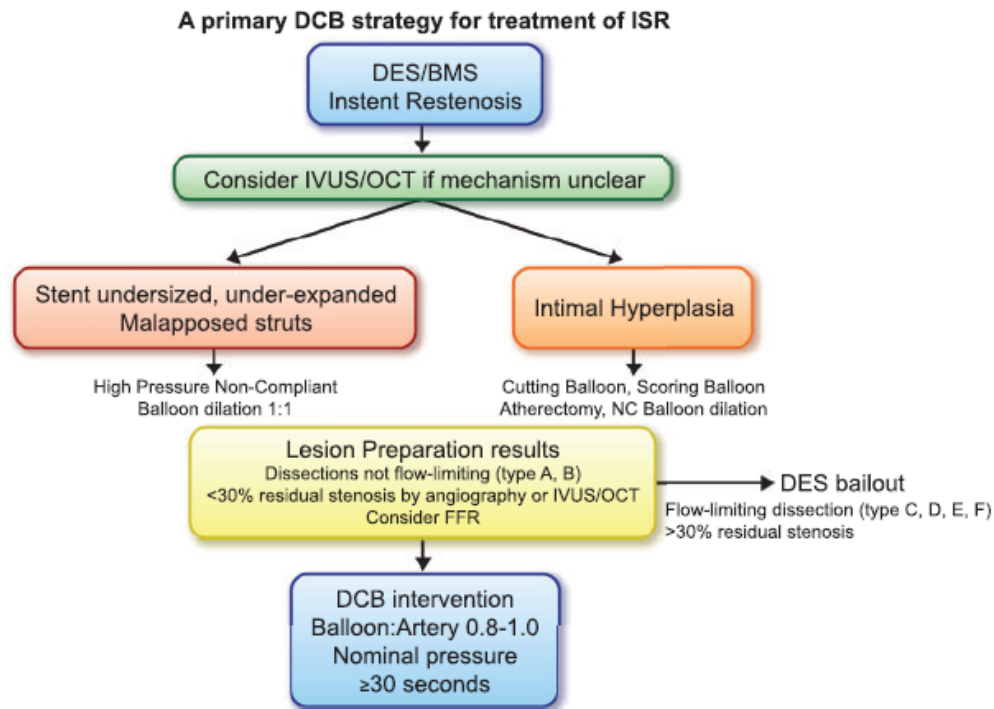 A primary DCB strategy for treatment of ISR
DES/BMS
Instent Restenosis
Consider IVUS/OCT if mechanism unclear
Stent undersized, under-expanded
Malapposed struts
Intimal Hyperplasia
High Pressure Non-Compliant
Balloon dilation 1:1
Cutting Balloon, Scoring Balloon
Atherectomy, NC Balloon dilation
Lesion Preparation results
Dissections not flow-limiting (type A, B)
<30% residual stenosis by angiography or IVUS/OCT
Consider FFR
DES bailout
Flow-limiting dissection (type C, D, E, F)
>30% residual stenosis
DCB intervention
Balloon:Artery 0.8-1.0
Nominal pressure
≥30 seconds